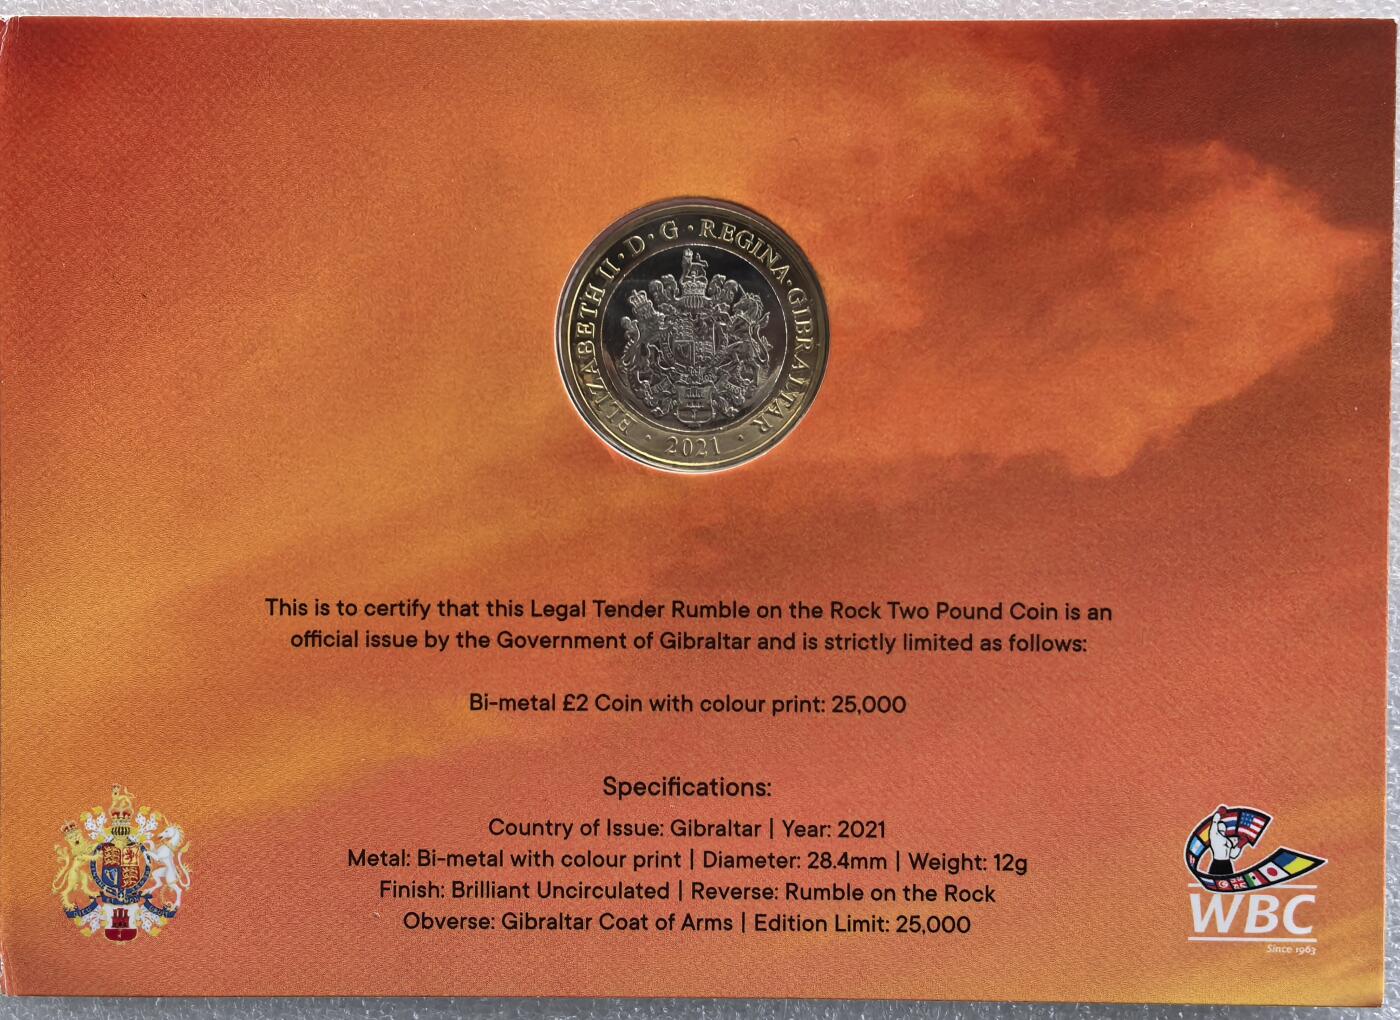 ELIZABETH II · D · G · REGINA · GIBRALTAR
· 2021 ·
This is to certify that this Legal Tender Rumble on the Rock Two Pound Coin is an
official issue by the Government of Gibraltar and is strictly limited as follows:
Bi-metal £2 Coin with colour print: 25,000
Specifications:
Country of Issue: Gibraltar | Year: 2021
Metal: Bi-metal with colour print | Diameter: 28.4mm | Weight: 12g
Finish: Brilliant Uncirculated | Reverse: Rumble on the Rock
Obverse: Gibraltar Coat of Arms | Edition Limit: 25,000
WBC
Since 1963